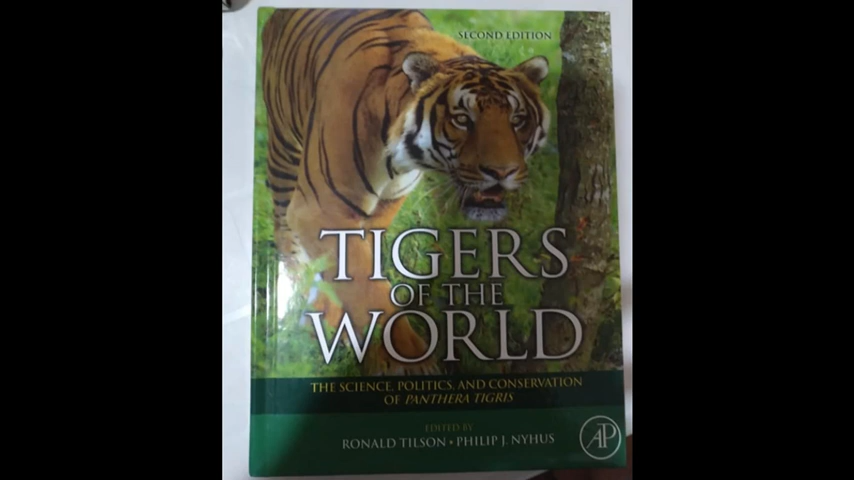 SECOND EDITION
TIGERS
OF THE
WORLD
THE SCIENCE, POLITICS, AND CONSERVATION
OF PANTHERA TIGRIS
EDITED BY
RONALD TILSON • PHILIP J. NYHUS
AP